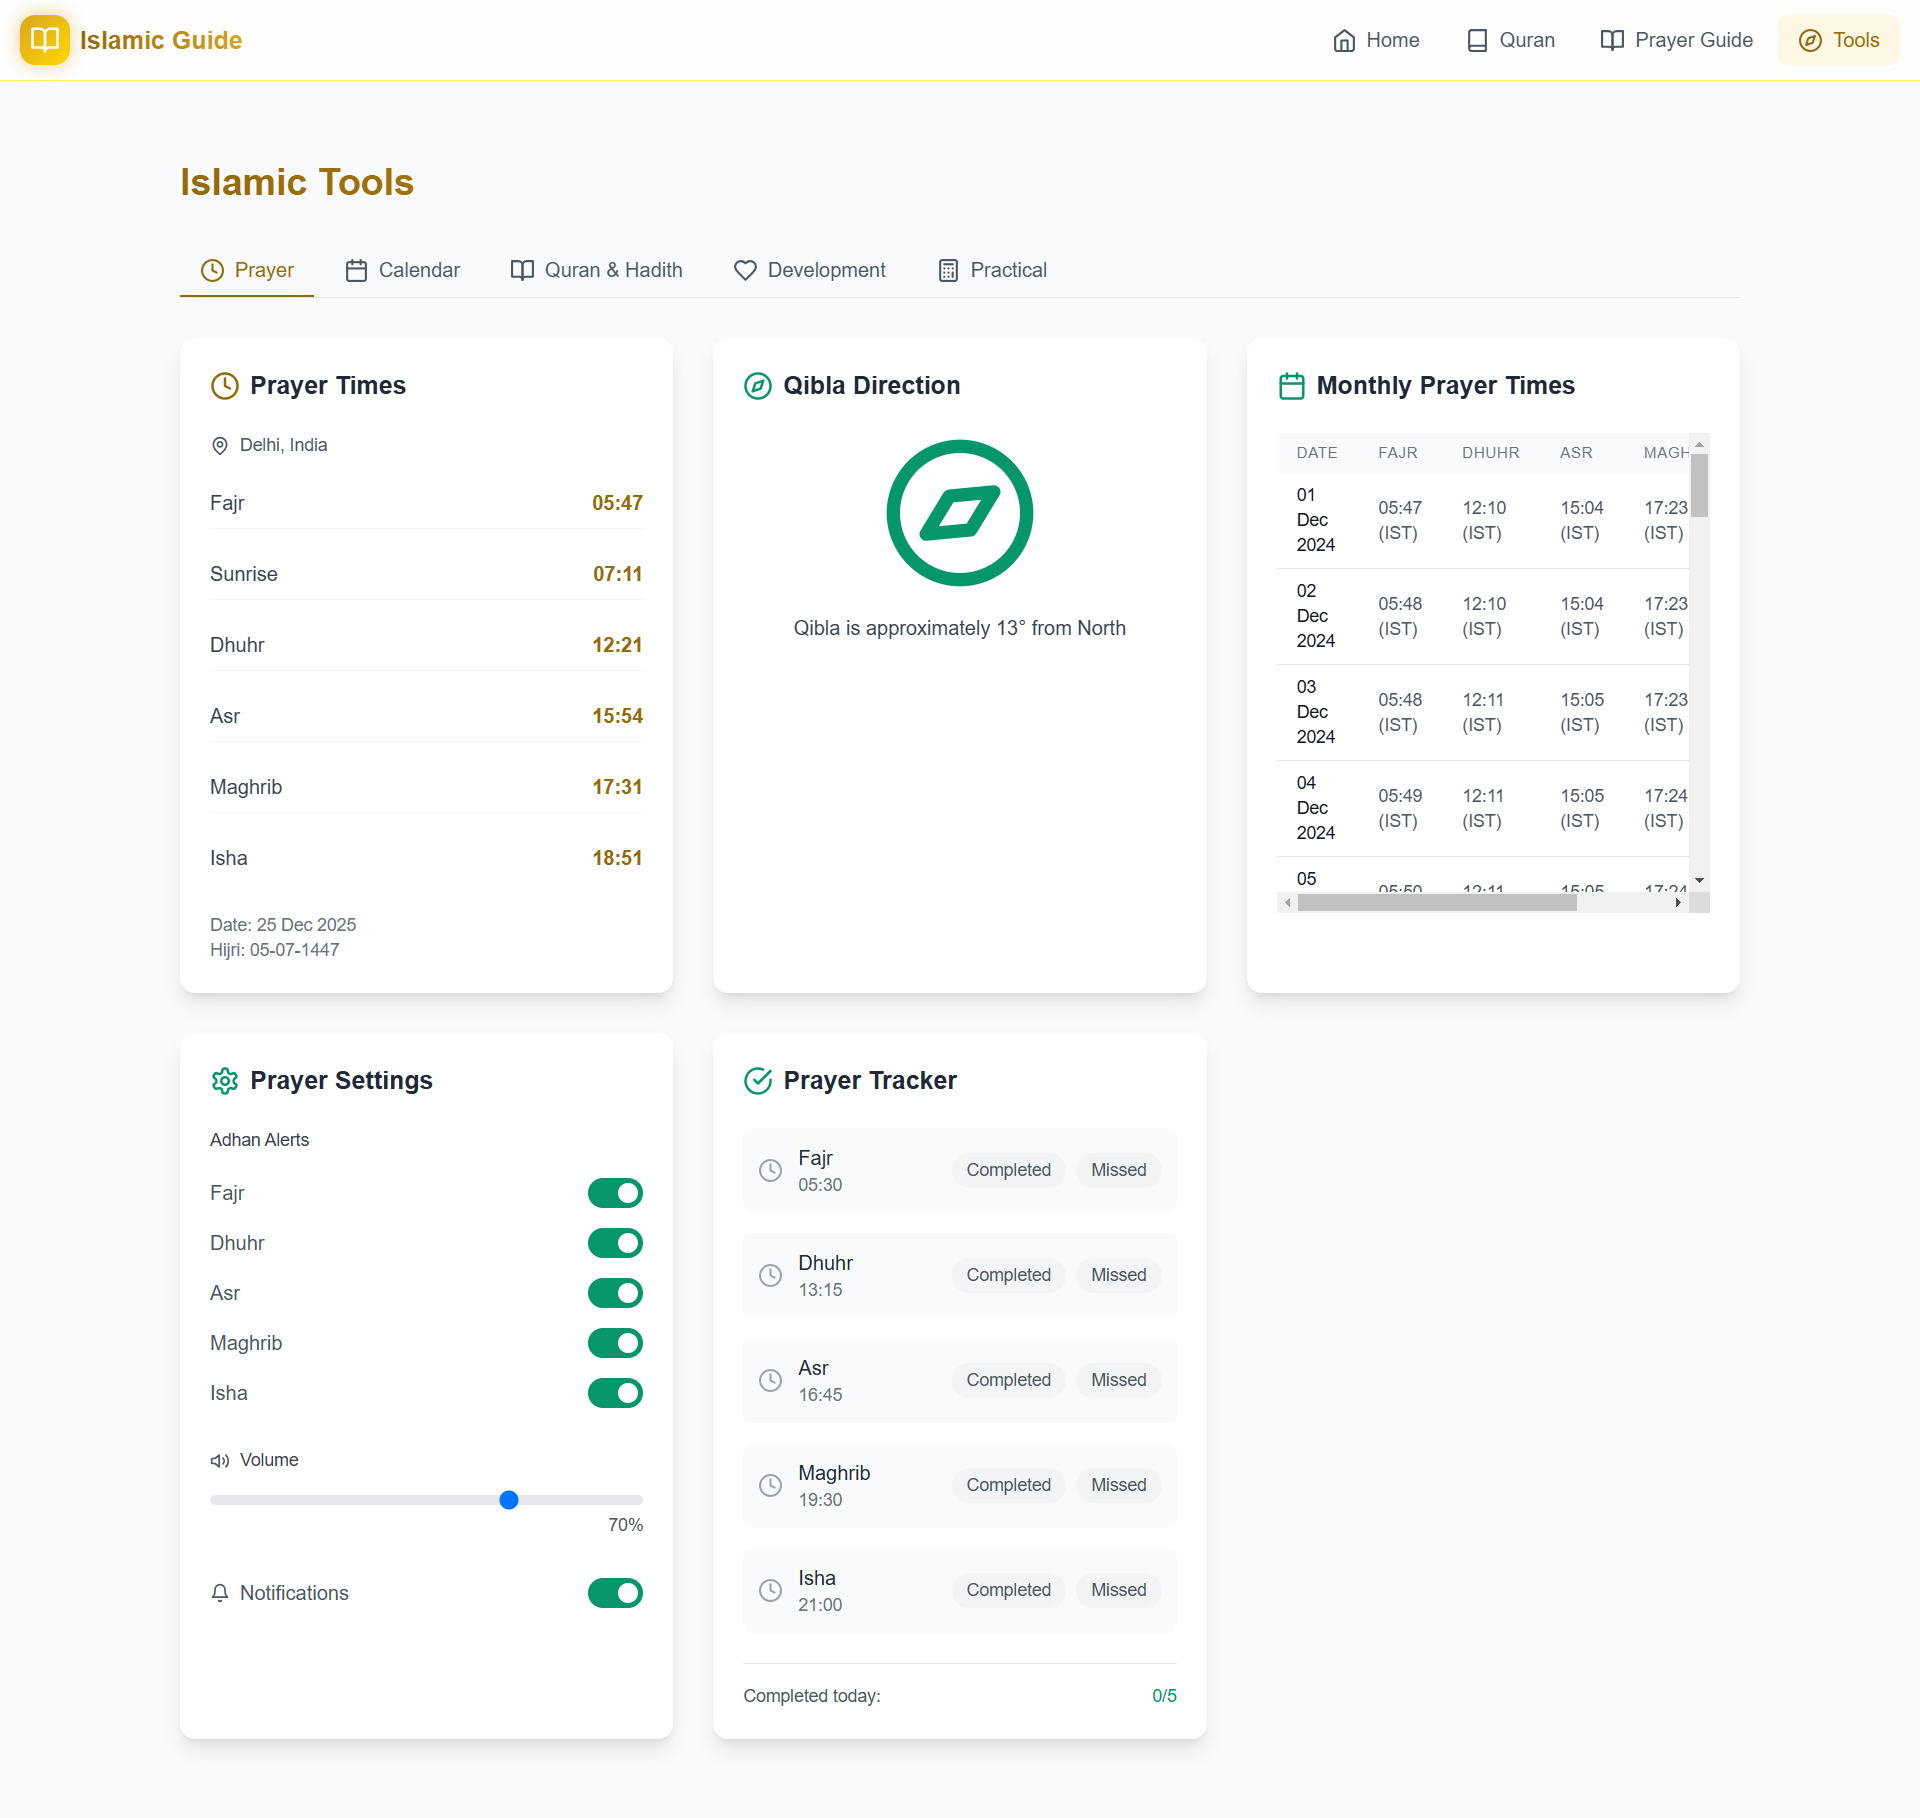 Islamic Guide
Home
Quran
Prayer Guide
Tools
Islamic Tools
Prayer
Calendar
Quran & Hadith
Development
Practical
Prayer Times
Delhi, India
Fajr 05:47
Sunrise 07:11
Dhuhr 12:21
Asr 15:54
Maghrib 17:31
Isha 18:51
Date: 25 Dec 2025
Hijri: 05-07-1447
Qibla Direction
Qibla is approximately 13° from North
Monthly Prayer Times
DATE FAJR DHUHR ASR MAGH
01 Dec 2024 05:47 (IST) 12:10 (IST) 15:04 (IST) 17:23 (IST)
02 Dec 2024 05:48 (IST) 12:10 (IST) 15:04 (IST) 17:23 (IST)
03 Dec 2024 05:48 (IST) 12:11 (IST) 15:05 (IST) 17:23 (IST)
04 Dec 2024 05:49 (IST) 12:11 (IST) 15:05 (IST) 17:24 (IST)
05 05:50 12:11 15:05 17:24
Prayer Settings
Adhan Alerts
Fajr
Dhuhr
Asr
Maghrib
Isha
Volume
70%
Notifications
Prayer Tracker
Fajr
05:30
Completed Missed
Dhuhr
13:15
Completed Missed
Asr
16:45
Completed Missed
Maghrib
19:30
Completed Missed
Isha
21:00
Completed Missed
Completed today: 0/5